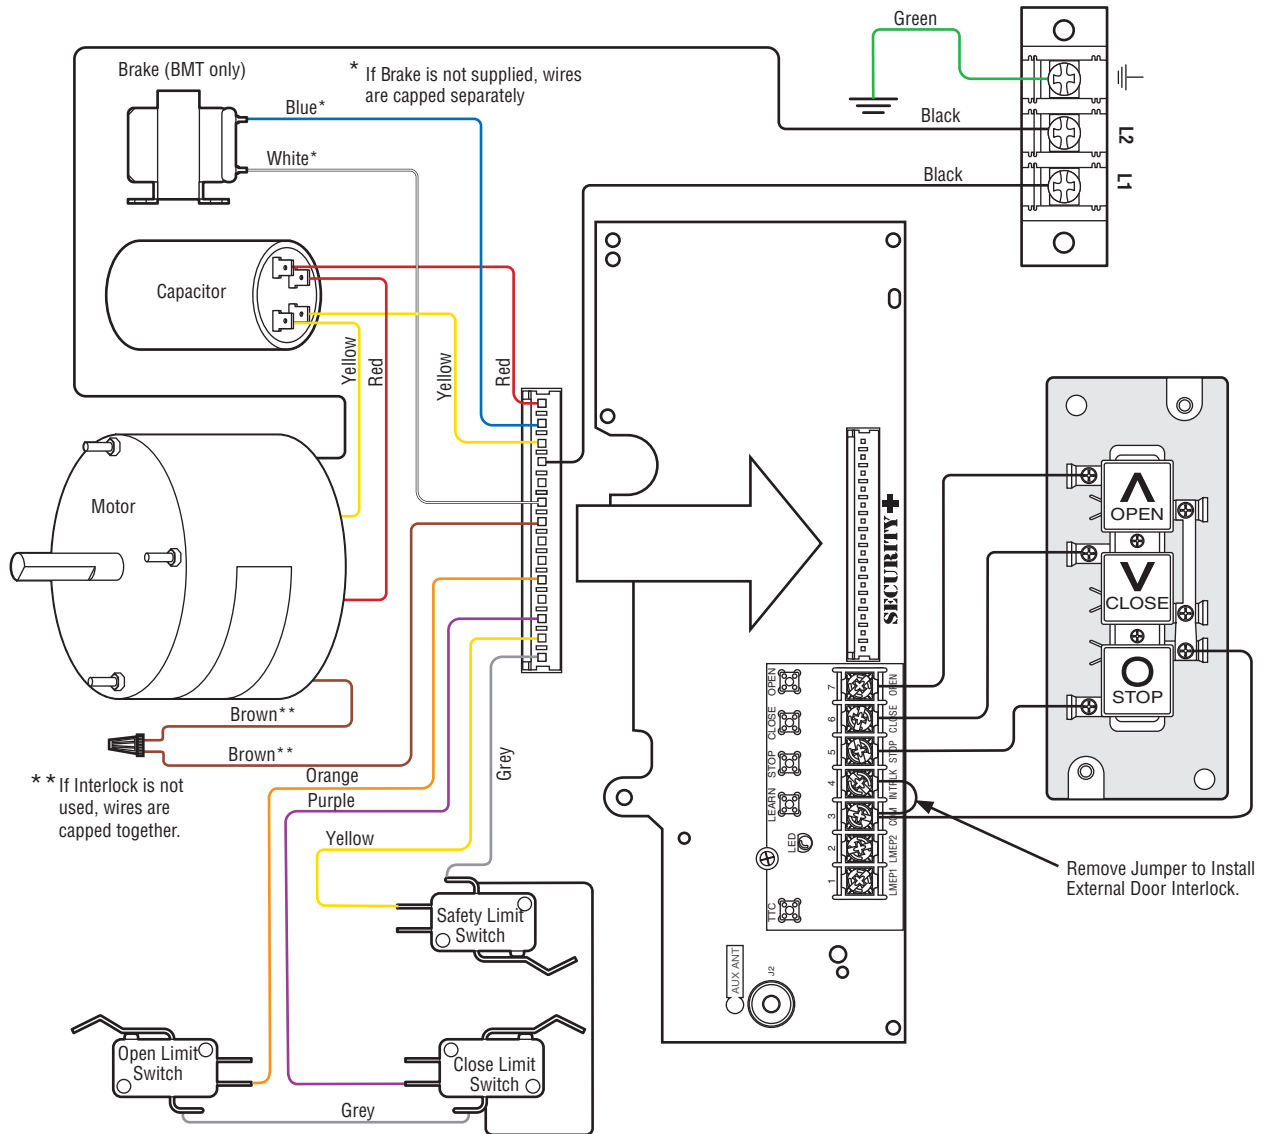 Green
Brake (BMT only)
* If Brake is not supplied, wires
are capped separately
Blue*
Black
L2
White*
Black
L1
Capacitor
Yellow
Red
Yellow
Red
Motor
OPEN
CLOSE
STOP
SECURITY+
OPEN
CLOSE
STOP
LEARN
LED
TTC
7
6
5
4
3
2
1
OPEN
CLOSE
STOP
INTRLK
COM
LMEP2
LMEP1
Brown**
Brown**
** If Interlock is not
used, wires are
capped together.
Orange
Purple
Yellow
Grey
Remove Jumper to Install
External Door Interlock.
Safety Limit
Switch
AUX ANT
J2
Open Limit
Switch
Close Limit
Switch
Grey